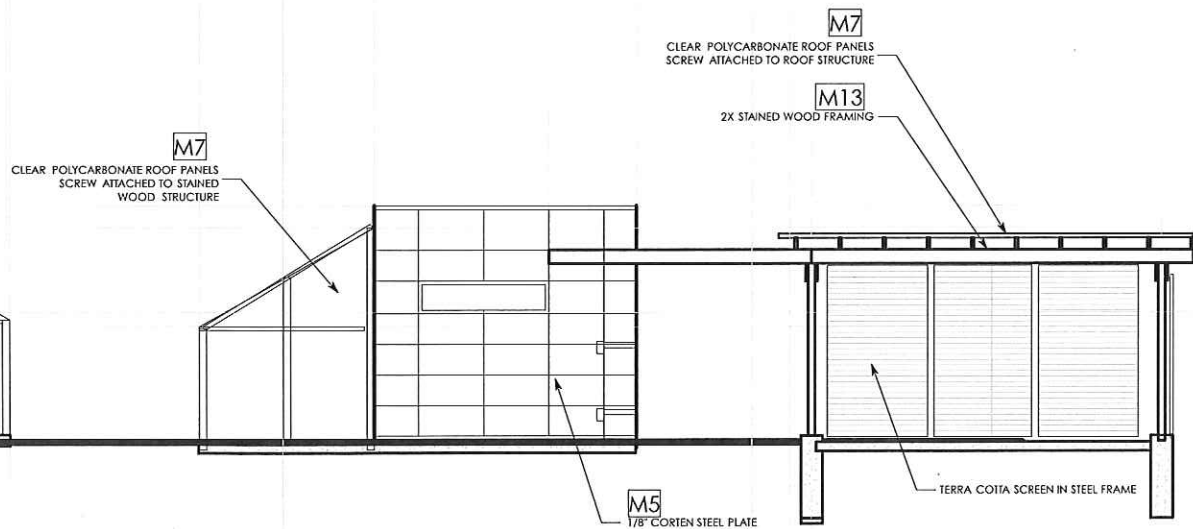 M7
CLEAR POLYCARBONATE ROOF PANELS
SCREW ATTACHED TO ROOF STRUCTURE
M13
2X STAINED WOOD FRAMING
M7
CLEAR POLYCARBONATE ROOF PANELS
SCREW ATTACHED TO STAINED
WOOD STRUCTURE
TERRA COTTA SCREEN IN STEEL FRAME
M5
1/8" CORTEN STEEL PLATE